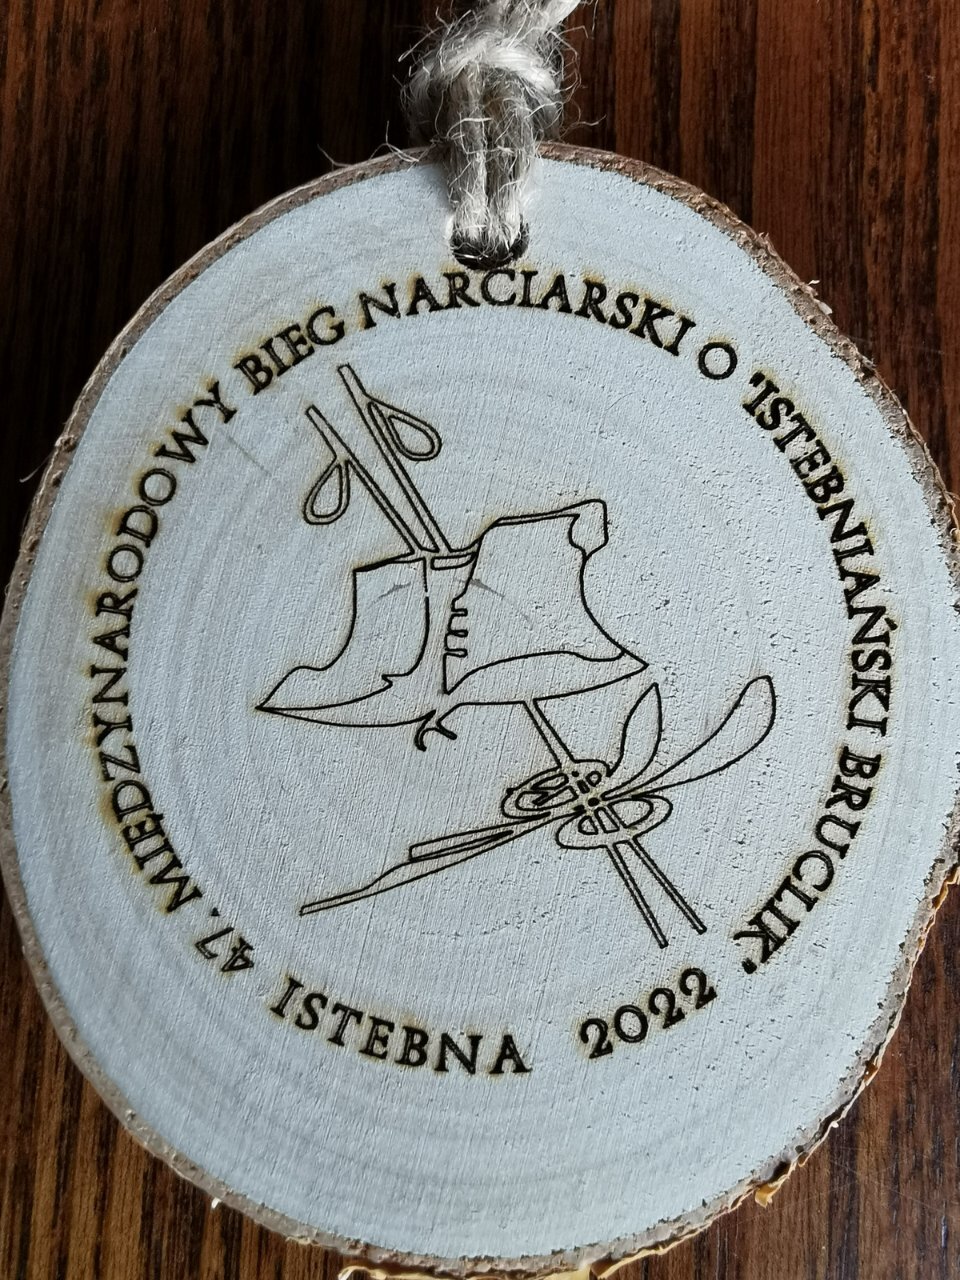 47. MIĘDZYNARODOWY BIEG NARCIARSKI O 'ISTEBNIAŃSKI BRUCLIK'
ISTEBNA 2022